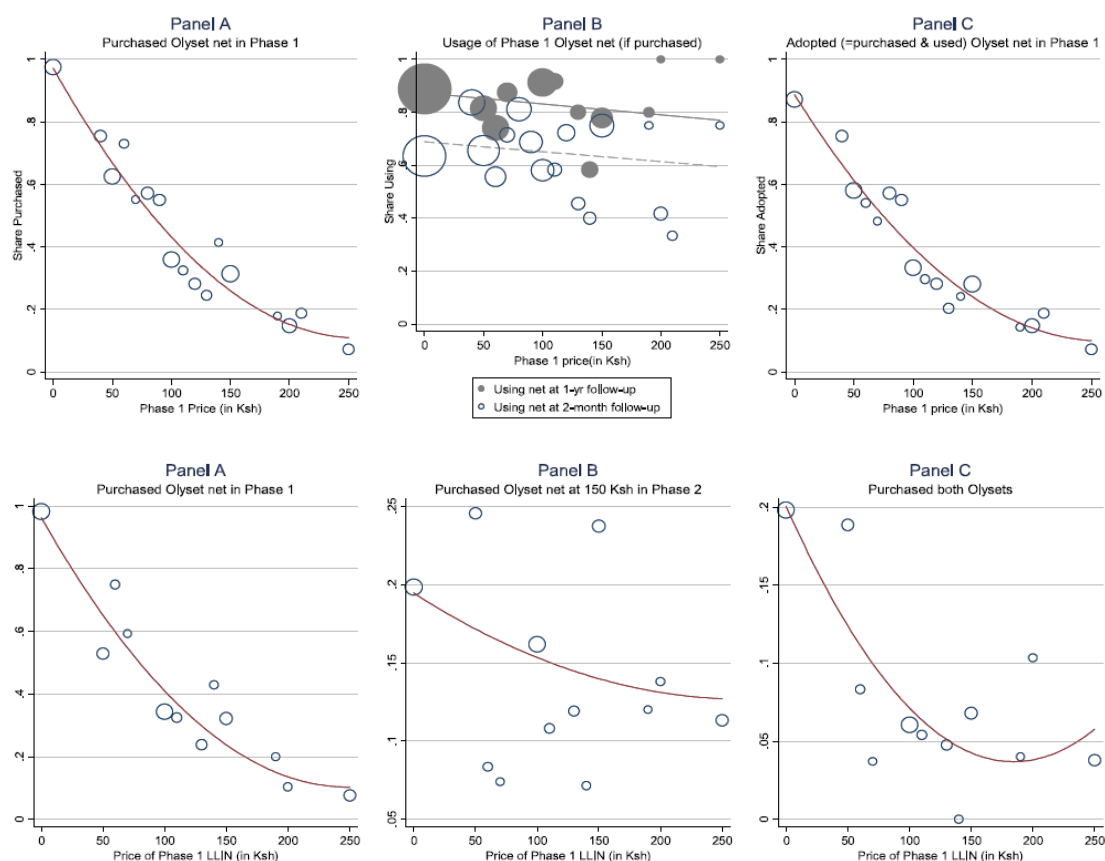 Panel A
Purchased Olyset net in Phase 1
Share Purchased
1
.8
.6
.4
.2
0
0 50 100 150 200 250
Phase 1 Price (in Ksh)
Panel B
Usage of Phase 1 Olyset net (if purchased)
Share Using
1
.8
.6
.4
.2
0
0 50 100 150 200 250
Phase 1 price(in Ksh)
Using net at 1-yr follow-up
Using net at 2-month follow-up
Panel C
Adopted (=purchased & used) Olyset net in Phase 1
Share Adopted
1
.8
.6
.4
.2
0
0 50 100 150 200 250
Phase 1 price (in Ksh)
Panel A
Purchased Olyset net in Phase 1
1
.8
.6
.4
.2
0
0 50 100 150 200 250
Price of Phase 1 LLIN (in Ksh)
Panel B
Purchased Olyset net at 150 Ksh in Phase 2
.25
.2
.15
.1
.05
0 50 100 150 200 250
Price of Phase 1 LLIN (in Ksh)
Panel C
Purchased both Olysets
.2
.15
.1
.05
0
0 50 100 150 200 250
Price of Phase 1 LLIN (in Ksh)